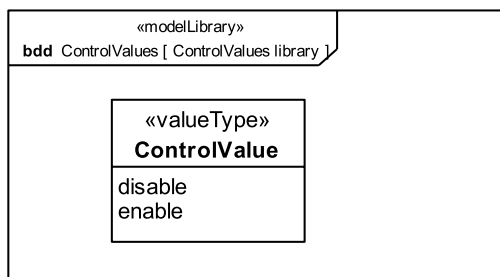 «modelLibrary»
bdd ControlValues [ ControlValues library ]
«valueType»
ControlValue
disable
enable